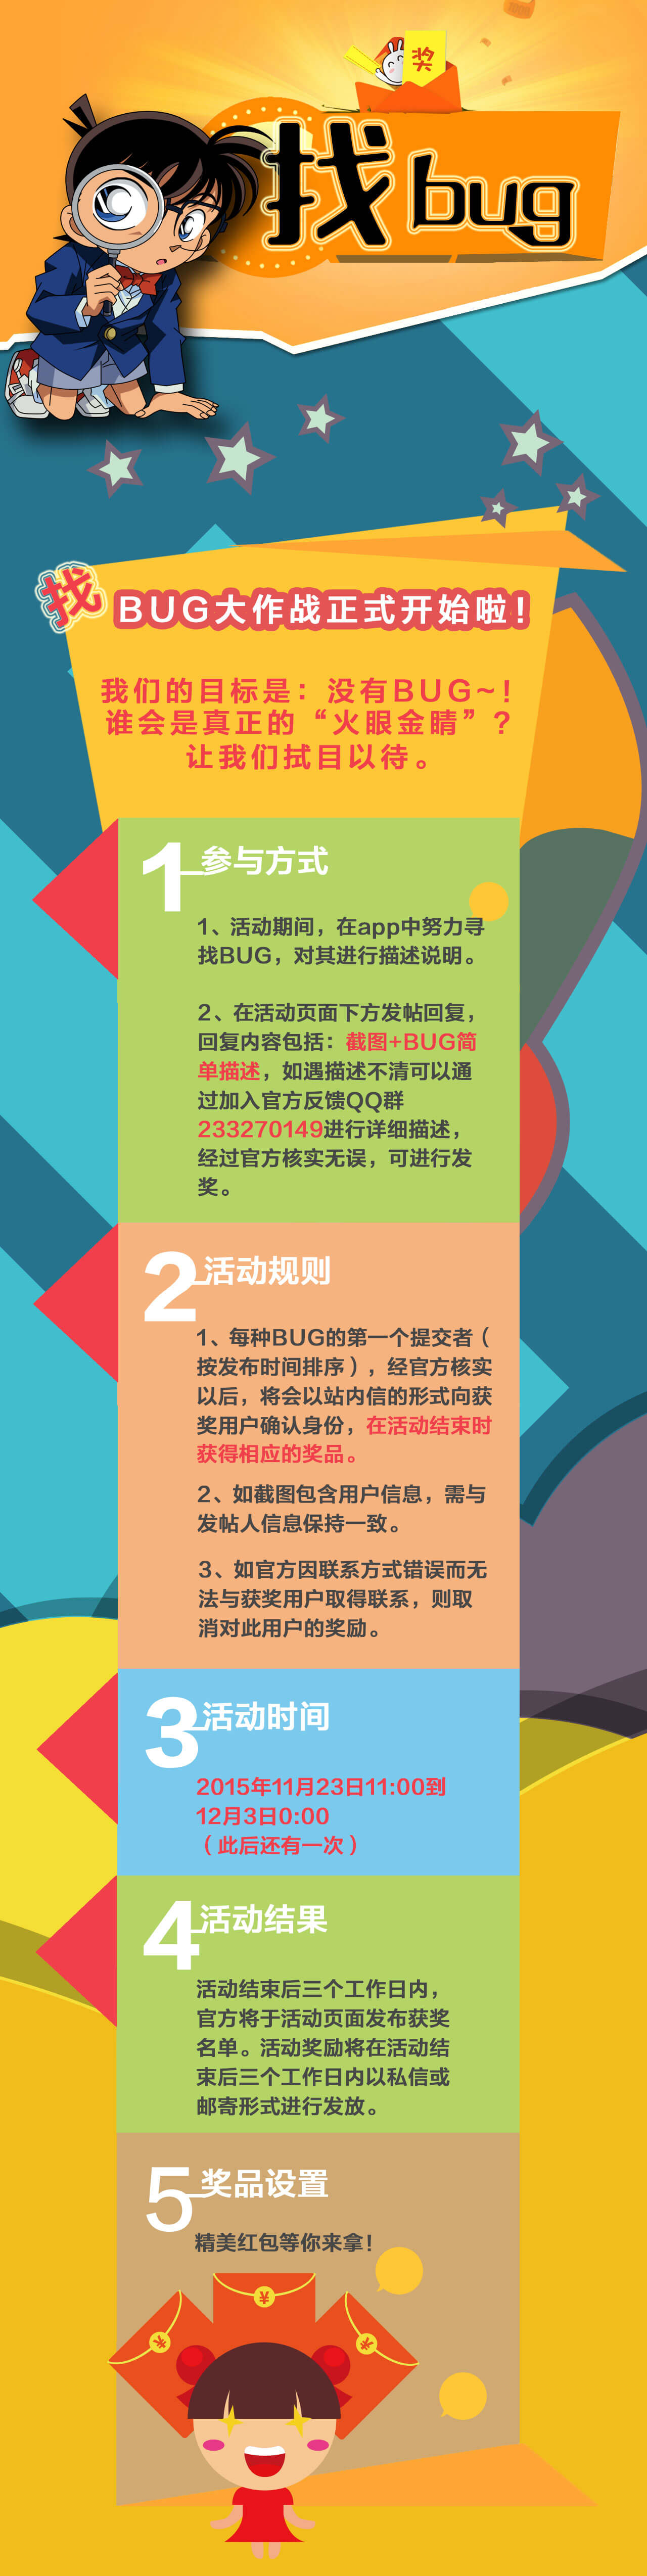 奖
找bug
找
BUG大作战正式开始啦!
我们的目标是：没有BUG~!
谁会是真正的“火眼金睛”？
让我们拭目以待。
1 参与方式
1、活动期间，在app中努力寻
找BUG，对其进行描述说明。
2、在活动页面下方发帖回复，
回复内容包括：截图+BUG简
单描述，如遇描述不清可以通
过加入官方反馈QQ群
233270149进行详细描述，
经过官方核实无误，可进行发
奖。
2 活动规则
1、每种BUG的第一个提交者（
按发布时间排序），经官方核实
以后，将会以站内信的形式向获
奖用户确认身份，在活动结束时
获得相应的奖品。
2、如截图包含用户信息，需与
发帖人信息保持一致。
3、如官方因联系方式错误而无
法与获奖用户取得联系，则取
消对此用户的奖励。
3 活动时间
2015年11月23日11:00到
12月3日0:00
（此后还有一次）
4 活动结果
活动结束后三个工作日内，
官方将于活动页面发布获奖
名单。活动奖励将在活动结
束后三个工作日内以私信或
邮寄形式进行发放。
5 奖品设置
精美红包等你来拿!
¥
¥
¥